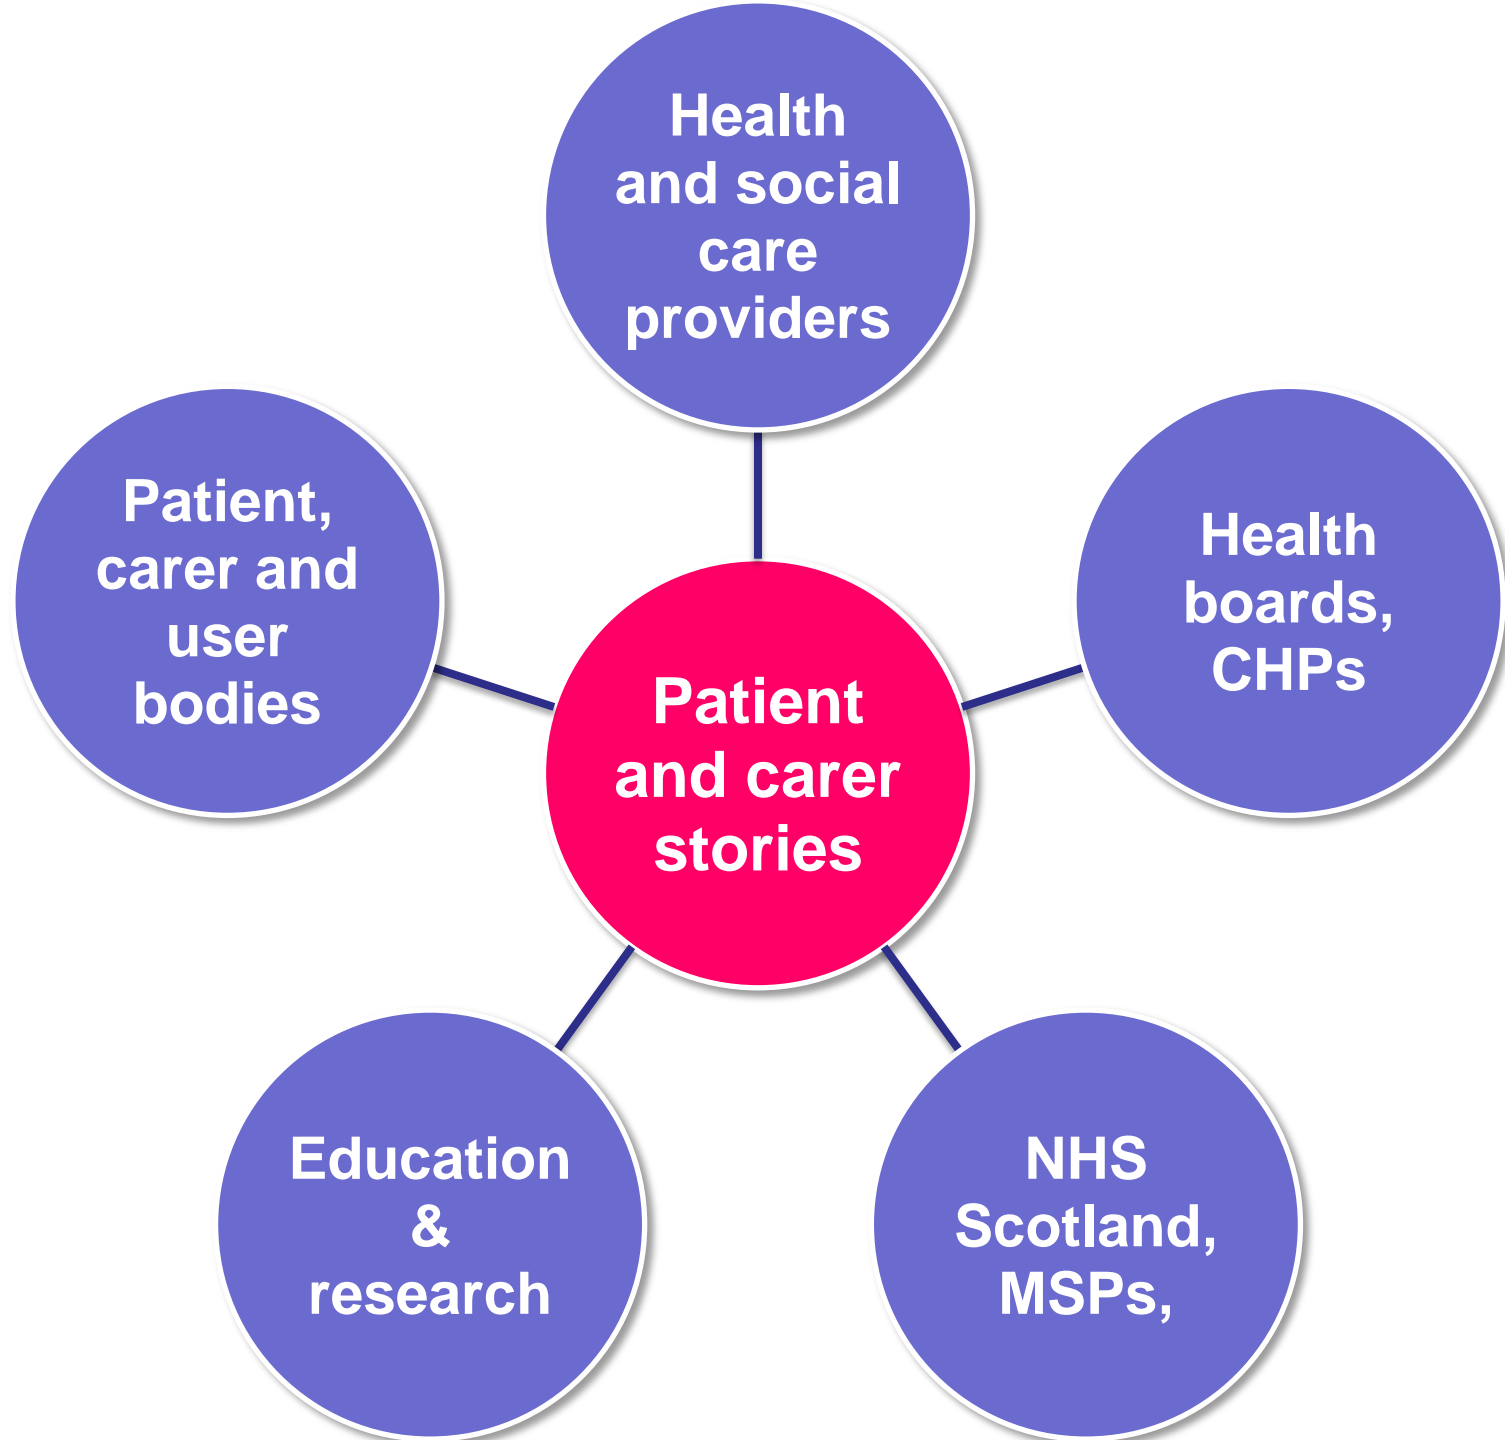 Health
and social
care
providers
Patient,
carer and
user
bodies
Health
boards,
CHPs
Patient
and carer
stories
Education
&
research
NHS
Scotland,
MSPs,